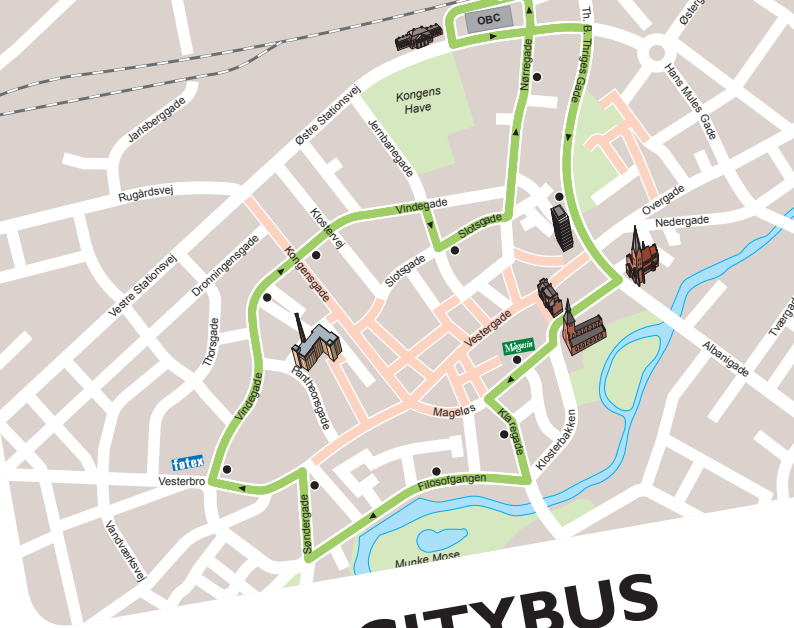 OBC
Th. B. Thriges Gade
Nørregade
Kongens
Have
Østre Stationsvej
Jernbanegade
Hans Mules Gade
Jarlsberggade
Rugårdsvej
Vindegade
Klostervej
Slotsgade
Overgade
Nedergade
Dronningensgade
Kongensgade
Slotsgade
Vestre Stationsvej
Thorsgade
Vestergade
Magasin
Albanigade
Pantheonsgade
Vindegade
Mageløs
Klaregade
Klosterbakken
føtex
Vesterbro
Filosofgangen
Søndergade
Vandværksvej
Munke Mose
CITYBUS